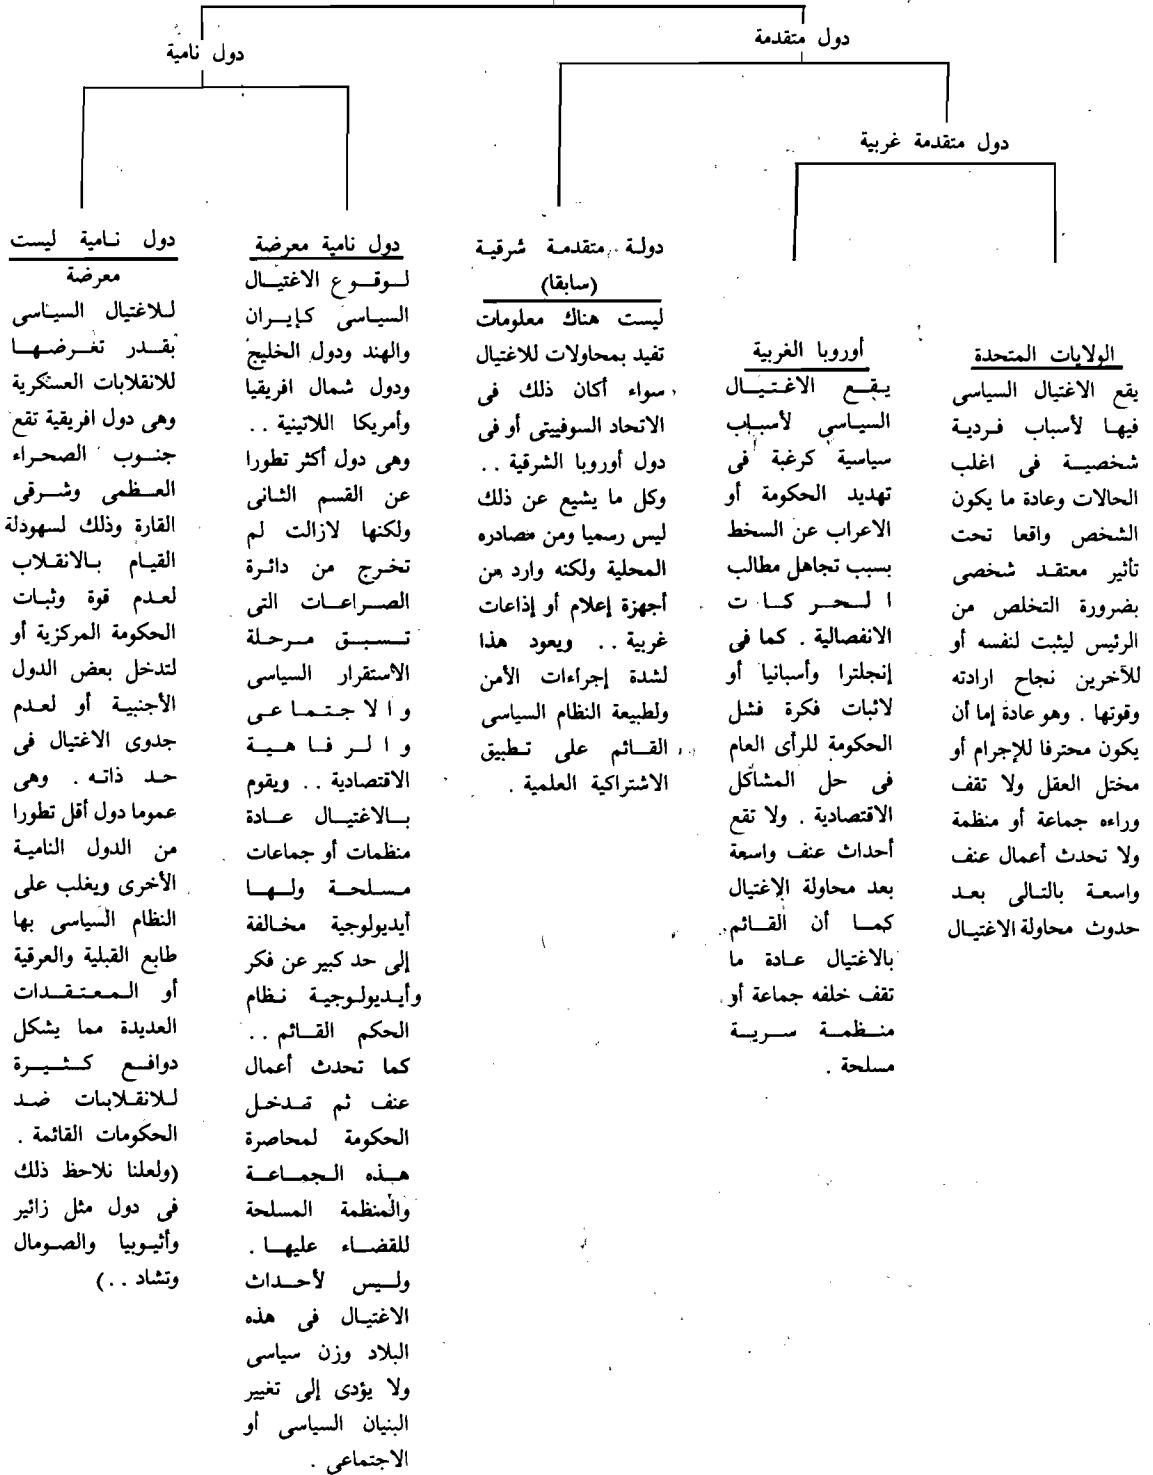 دول متقدمة
دول نامية
دول متقدمة غربية
الولايات المتحدة
يقع الاغتيال السياسى
فيها لأسباب فردية
شخصية فى اغلب
الحالات وعادة ما يكون
الشخص واقعا تحت
تأثير معتقد شخصى
بضرورة التخلص من
الرئيس ليثبت لنفسه أو
للآخرين نجاح ارادته
وقوتها . وهو عادة إما أن
يكون محترفا للإجرام أو
مختل العقل ولا تقف
وراءه جماعة أو منظمة
ولا تحدث أعمال عنف
واسعة بالتالى بعد
حدوث محاولة الاغتيال
أوروبا الغربية
يقع الاغتيال
السياسى لأسباب
سياسية كرغبة فى
تهديد الحكومة أو
الاعراب عن السخط
بسبب تجاهل مطالب
الحركات
الانفصالية . كما فى
إنجلترا وأسبانيا أو
لاثبات فكرة فشل
الحكومة للرأى العام
فى حل المشاكل
الاقتصادية . ولا تقع
أحداث عنف واسعة
بعد محاولة الإغتيال
كما أن القائم
بالاغتيال عادة ما
تقف خلفه جماعة أو
منظمة سرية
مسلحة .
دولة متقدمة شرقية
(سابقا)
ليست هناك معلومات
تفيد بمحاولات للاغتيال
سواء أكان ذلك فى
الاتحاد السوفييتى أو فى
دول أوروبا الشرقية ..
وكل ما يشيع عن ذلك
ليس رسميا ومن مصادره
المحلية ولكنه وارد من
أجهزة إعلام أو إذاعات
غربية .. ويعود هذا
لشدة إجراءات الأمن
ولطبيعة النظام السياسى
القائم على تطبيق
الاشتراكية العلمية .
دول نامية معرضة
لوقوع الاغتيال
السياسى كإيران
والهند ودول الخليج
ودول شمال افريقيا
وأمريكا اللاتينية ..
وهى دول أكثر تطورا
عن القسم الثانى
ولكنها لازالت لم
تخرج من دائرة
الصراعات التى
تسبق مرحلة
الاستقرار السياسى
والاجتماعى
والرفاهية
الاقتصادية .. ويقوم
بالاغتيال عادة
منظمات أو جماعات
مسلحة ولها
أيديولوجية مخالفة
إلى حد كبير عن فكر
وأيديولوجية نظام
الحكم القائم ..
كما تحدث أعمال
عنف ثم تدخل
الحكومة لمحاصرة
هذه الجماعة
والمنظمة المسلحة
للقضاء عليها .
وليس لأحداث
الاغتيال فى هذه
البلاد وزن سياسى
ولا يؤدى إلى تغيير
البنيان السياسى أو
الاجتماعى .
دول نامية ليست
معرضة
للاغتيال السياسى
بقدر تعرضها
للانقلابات العسكرية
وهى دول افريقية تقع
جنوب الصحراء
العظمى وشرقى
القارة وذلك لسهودلة
القيام بالانقلاب
لعدم قوة وثبات
الحكومة المركزية أو
لتدخل بعض الدول
الأجنبية أو لعدم
جدوى الاغتيال فى
حد ذاته . وهى
عموما دول أقل تطورا
من الدول النامية
الأخرى ويغلب على
النظام السياسى بها
طابع القبلية والعرقية
أو المعتقدات
العديدة مما يشكل
دوافع كثيرة
للانقلابات ضد
الحكومات القائمة .
(ولعلنا نلاحظ ذلك
فى دول مثل زائير
وأثيوبيا والصومال
وتشاد ..)